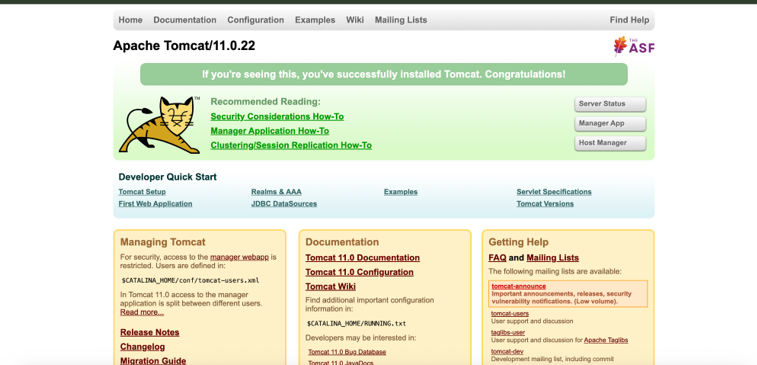 Home Documentation Configuration Examples Wiki Mailing Lists Find Help
Apache Tomcat/11.0.22
THE
ASF
If you're seeing this, you've successfully installed Tomcat. Congratulations!
TM
Recommended Reading:
Security Considerations How-To
Manager Application How-To
Clustering/Session Replication How-To
Server Status
Manager App
Host Manager
Developer Quick Start
Tomcat Setup
First Web Application
Realms & AAA
JDBC DataSources
Examples
Servlet Specifications
Tomcat Versions
Managing Tomcat
For security, access to the manager webapp is
restricted. Users are defined in:
$CATALINA_HOME/conf/tomcat-users.xml
In Tomcat 11.0 access to the manager
application is split between different users.
Read more...
Release Notes
Changelog
Migration Guide
Documentation
Tomcat 11.0 Documentation
Tomcat 11.0 Configuration
Tomcat Wiki
Find additional important configuration
information in:
$CATALINA_HOME/RUNNING.txt
Developers may be interested in:
Tomcat 11.0 Bug Database
Tomcat 11.0 JavaDocs
Getting Help
FAQ and Mailing Lists
The following mailing lists are available:
tomcat-announce
Important announcements, releases, security
vulnerability notifications. (Low volume).
tomcat-users
User support and discussion
taglibs-user
User support and discussion for Apache Taglibs
tomcat-dev
Development mailing list, including commit